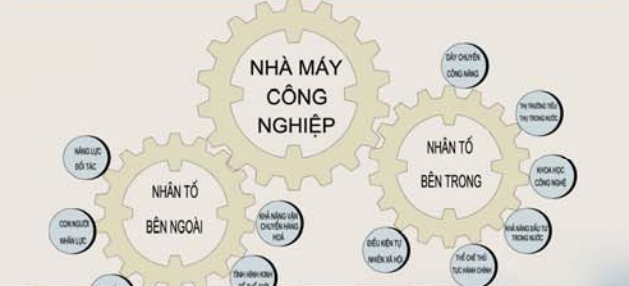 NHÀ MÁY
CÔNG
NGHIỆP
NHÂN TỐ
BÊN NGOÀI
NĂNG LỰC
ĐỐI TÁC
CON NGƯỜI
NHÂN LỰC
KHẢ NĂNG VẬN
CHUYỂN HÀNG
HOÁ
TÌNH HÌNH KINH
NHÂN TỐ
BÊN TRONG
DÂY CHUYỀN
CÔNG NĂNG
THỊ TRƯỜNG TIÊU
THỤ TRONG NƯỚC
KHOA HỌC
CÔNG NGHỆ
KHẢ NĂNG ĐẦU TƯ
TRONG NƯỚC
THỂ CHẾ THỦ
TỤC HÀNH CHÍNH
ĐIỀU KIỆN TỰ
NHIÊN XÃ HỘI